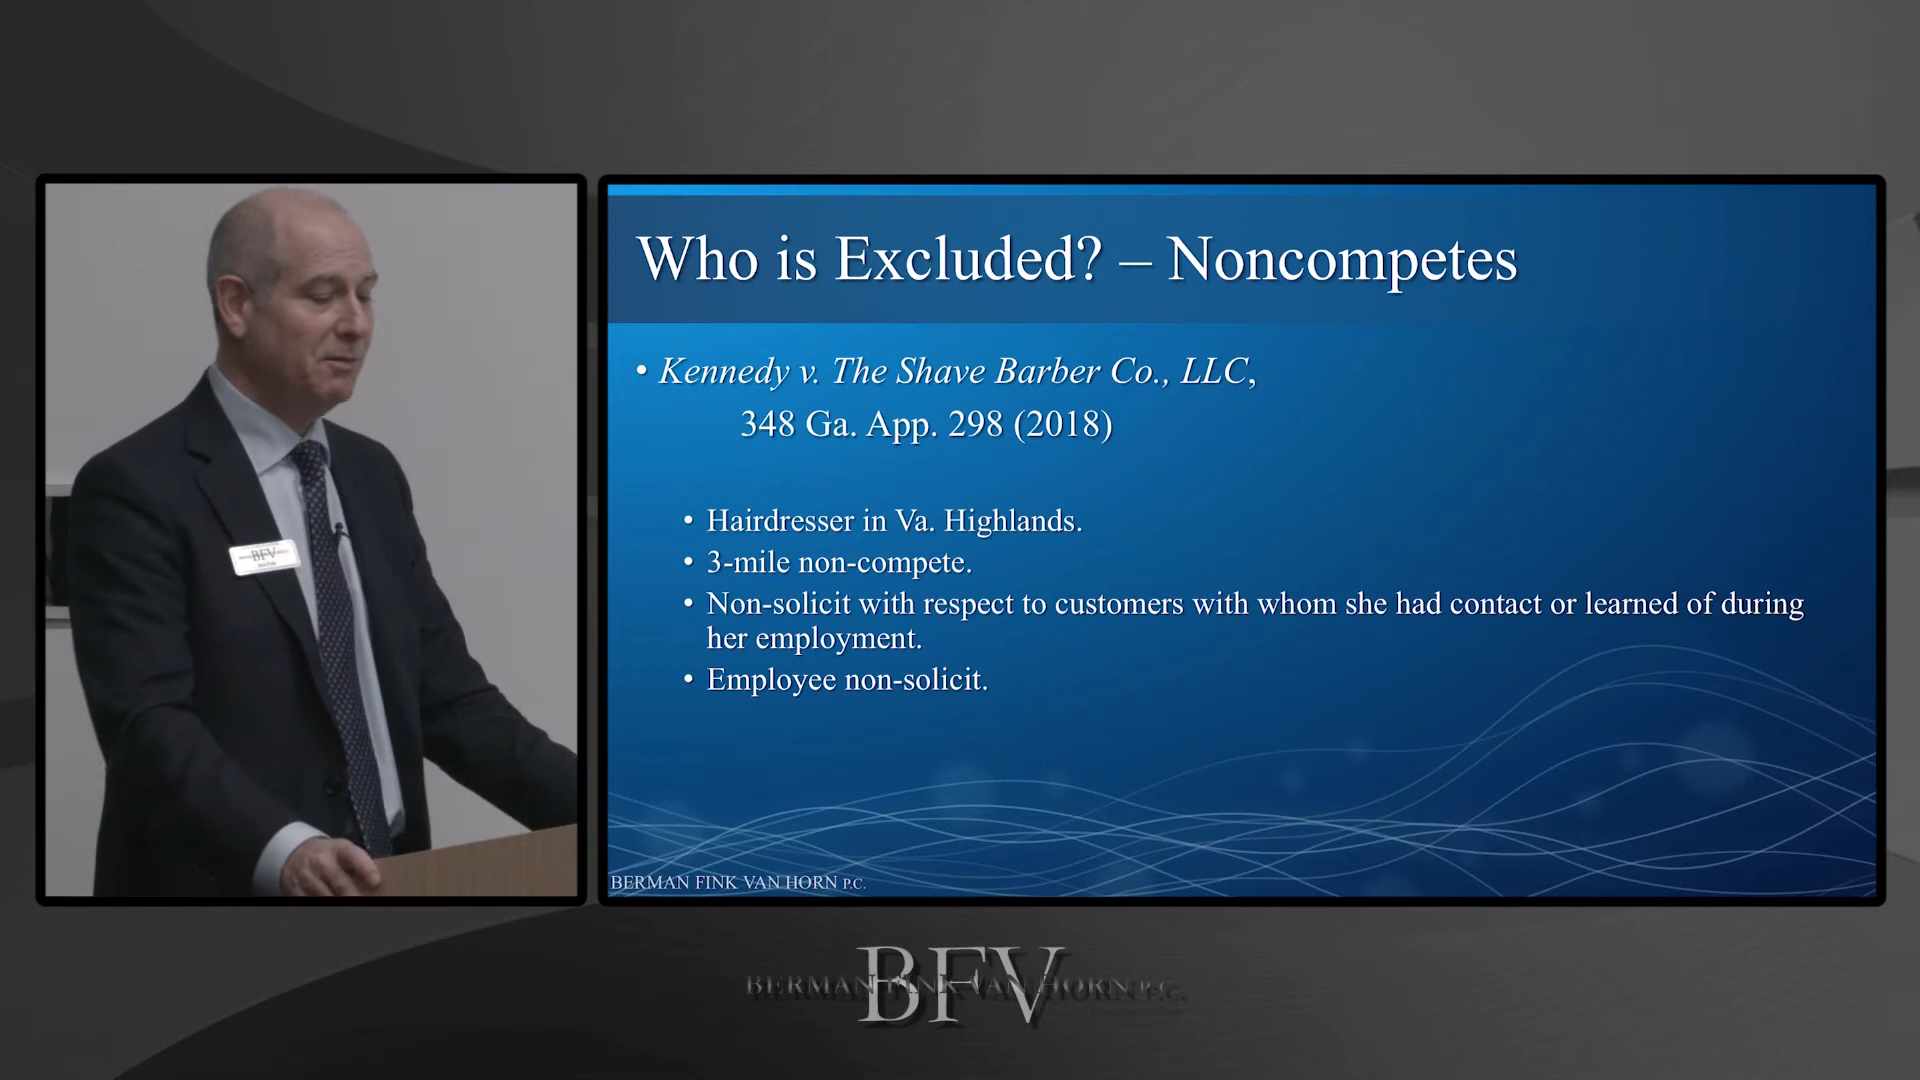 Who is Excluded? – Noncompetes
• Kennedy v. The Shave Barber Co., LLC,
348 Ga. App. 298 (2018)
• Hairdresser in Va. Highlands.
• 3-mile non-compete.
• Non-solicit with respect to customers with whom she had contact or learned of during
her employment.
• Employee non-solicit.
BERMAN FINK VAN HORN P.C.
BFV
BFV
BERMAN FINK VAN HORN P.C.